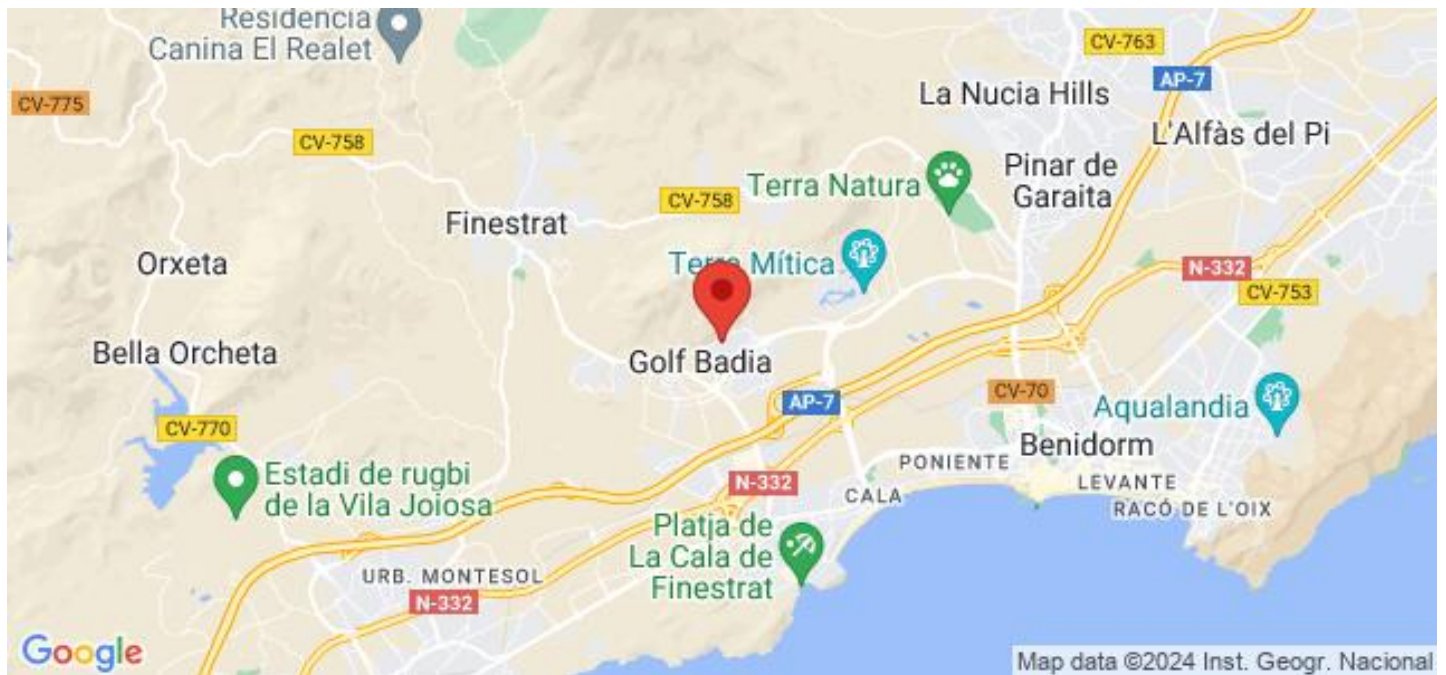 Residencia
Canina El Realet
CV-763
AP-7
CV-775
La Nucia Hills
CV-758
L'Alfàs del Pi
Terra Natura
Pinar de
Garaita
CV-758
Finestrat
Orxeta
Terra Mítica
N-332
CV-753
Bella Orcheta
Golf Badia
AP-7
CV-70
Aqualandia
CV-770
Benidorm
Estadi de rugbi
de la Vila Joiosa
PONIENTE
N-332
LEVANTE
CALA
RACÓ DE L'OIX
Platja de
La Cala de
Finestrat
URB. MONTESOL
N-332
Google
Map data ©2024 Inst. Geogr. Nacional